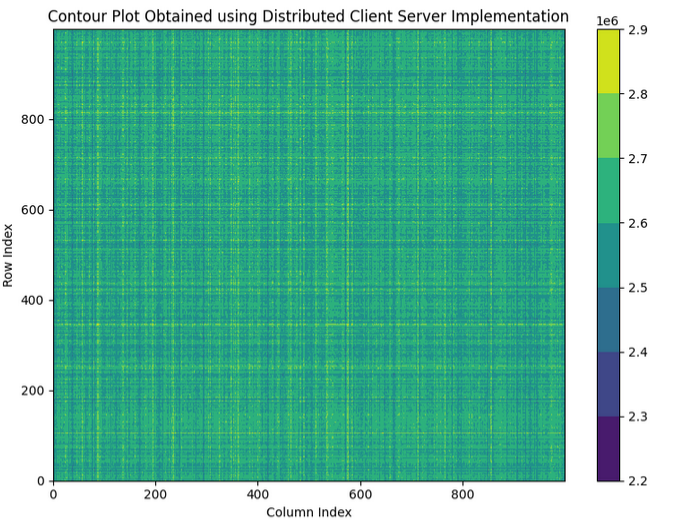 Contour Plot Obtained using Distributed Client Server Implementation
1e6
2.9
2.8
2.7
2.6
2.5
2.4
2.3
2.2
Row Index
800
600
400
200
0
0 200 400 600 800
Column Index